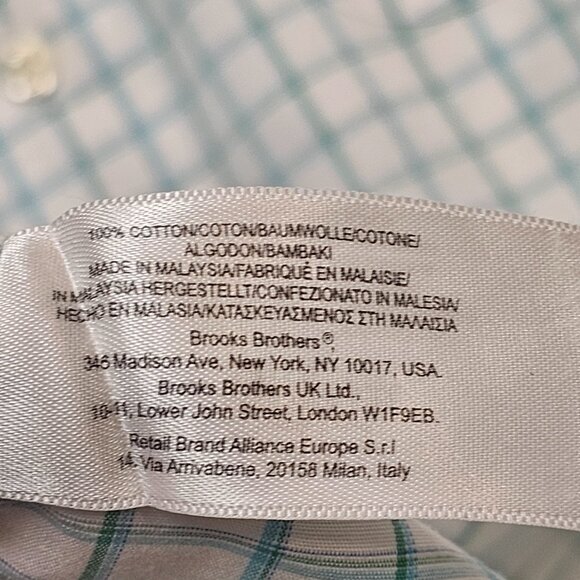 100% COTTON/COTON/BAUMWOLLE/COTONE/
ALGODON/BAMBAKI
MADE IN MALAYSIA/FABRIQUÉ EN MALAISIE/
IN MALAYSIA HERGESTELLT/CONFEZIONATO IN MALESIA/
HECHO EN MALASIA/ΚΑΤΑΣΚΕΥΑΣΜΕΝΟΣ ΣΤΗ ΜΑΛΑΙΣΙΑ
Brooks Brothers®,
346 Madison Ave, New York, NY 10017, USA.
Brooks Brothers UK Ltd.,
10-11, Lower John Street, London W1F9EB.
Retail Brand Alliance Europe S.r.l
14, Via Arrivabene, 20158 Milan, Italy